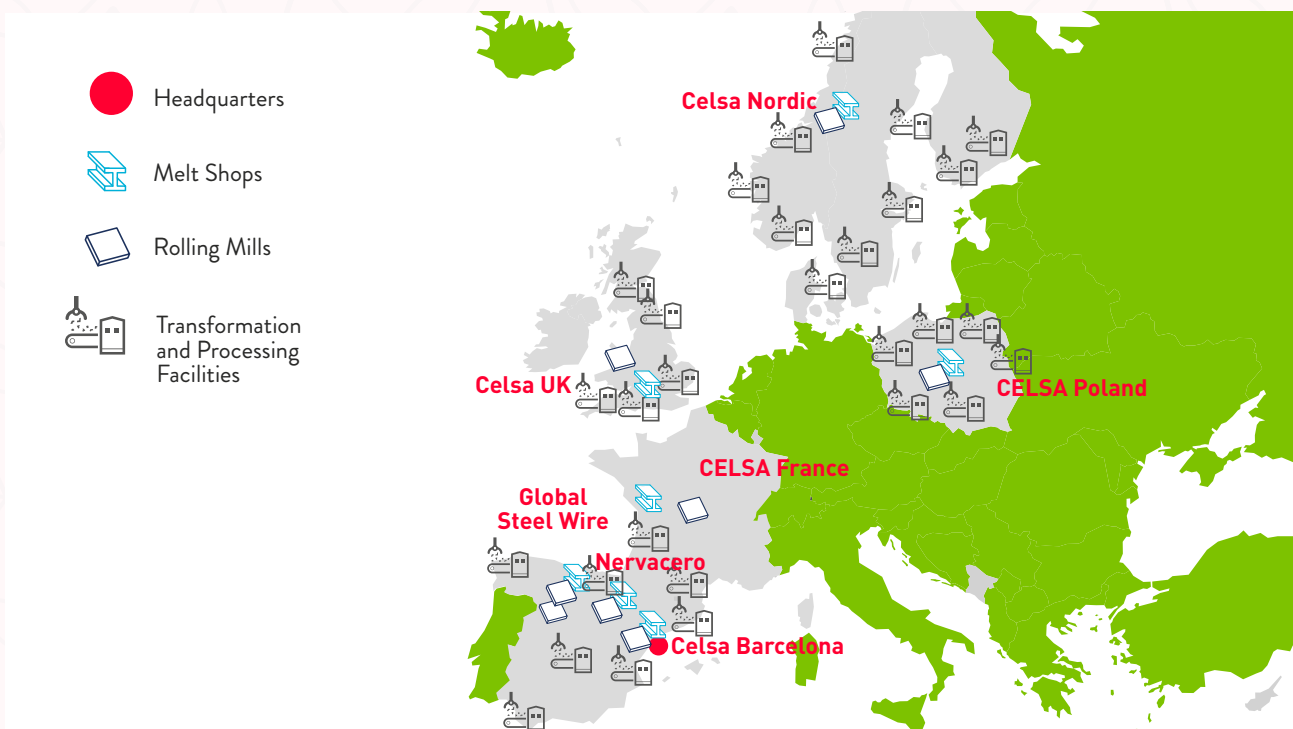 Headquarters
Melt Shops
Rolling Mills
Transformation
and Processing
Facilities
Celsa Nordic
Celsa UK
CELSA Poland
CELSA France
Global
Steel Wire
Nervacero
Celsa Barcelona